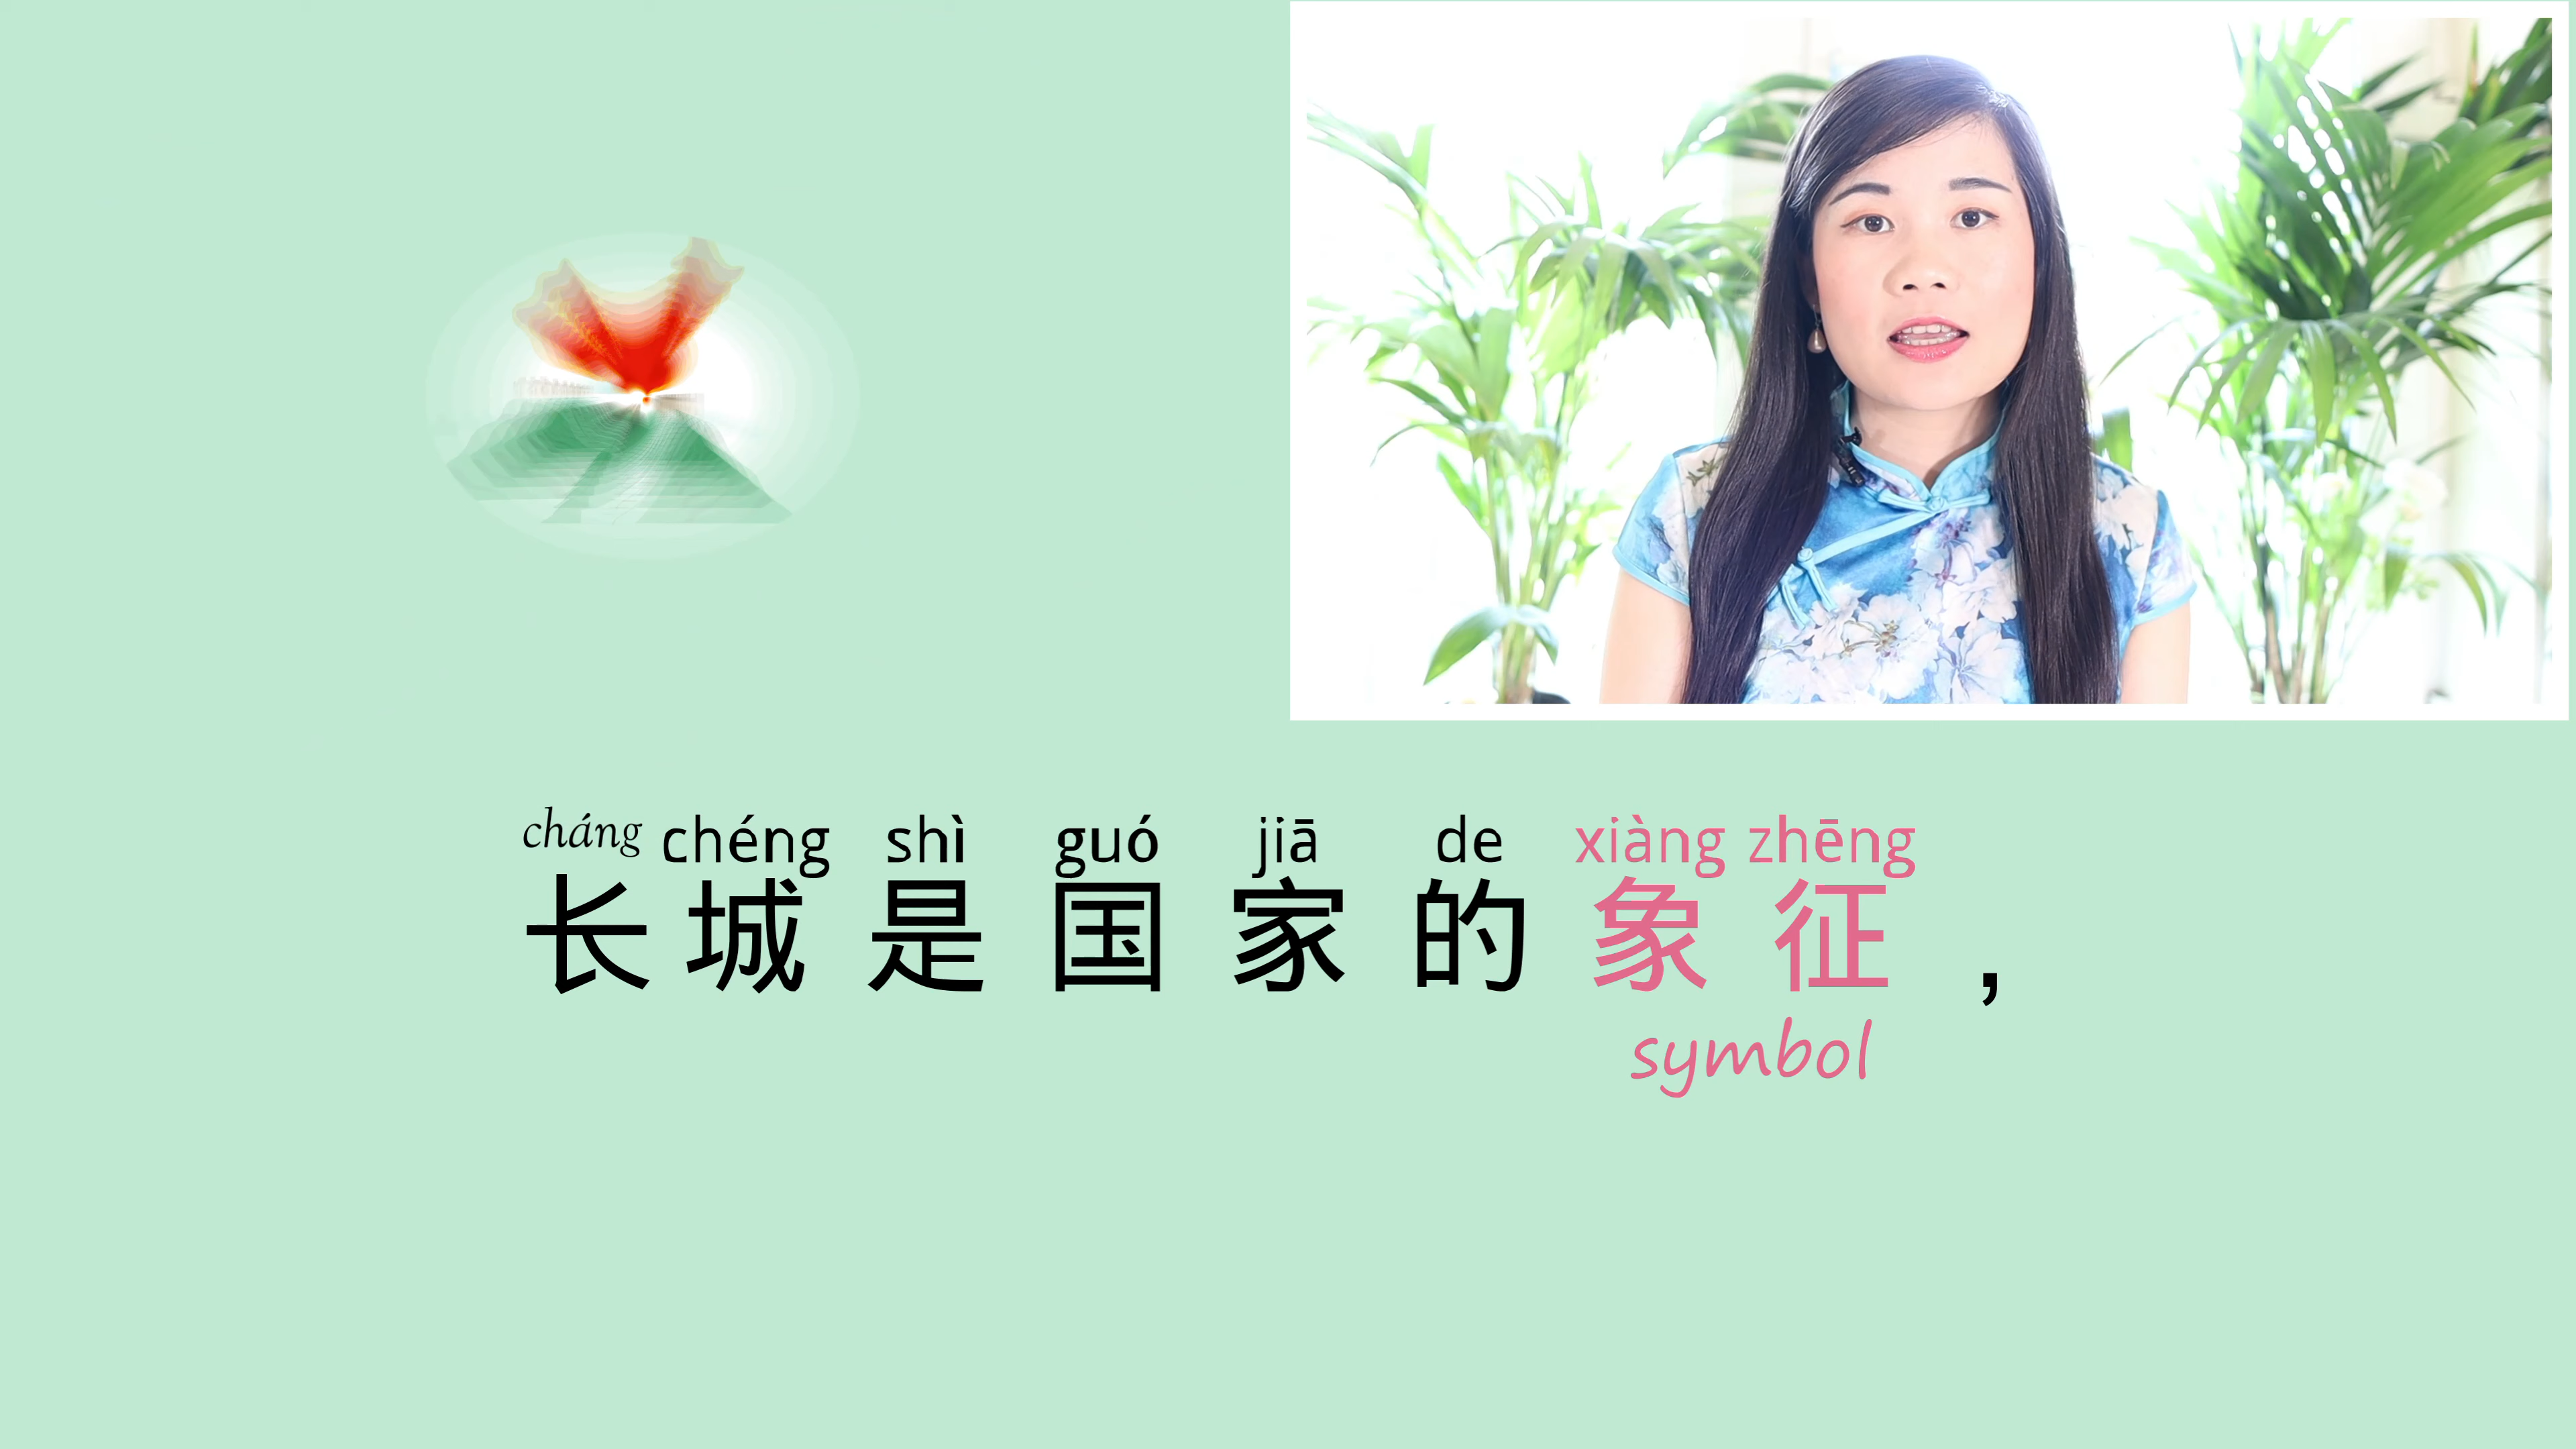 cháng chéng shì guó jiā de xiàng zhēng
长城是国家的象征，
symbol